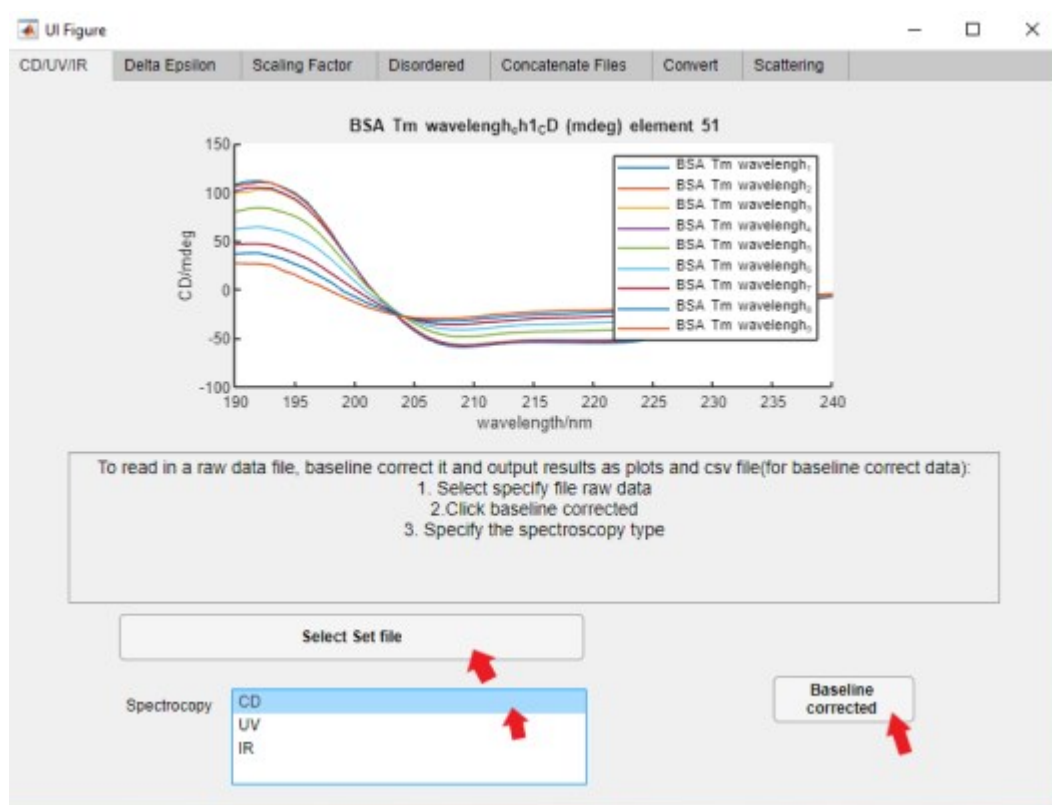 UI Figure
CD/UV/IR Delta Epsilon Scaling Factor Disordered Concatenate Files Convert Scattering
BSA Tm wavelenghₑh1꜀D (mdeg) element 51
150
100
50
0
-50
-100
CD/mdeg
BSA Tm wavelengh₁
BSA Tm wavelengh₂
BSA Tm wavelengh₃
BSA Tm wavelengh₄
BSA Tm wavelengh₅
BSA Tm wavelengh₆
BSA Tm wavelengh₇
BSA Tm wavelengh₈
BSA Tm wavelengh₉
190 195 200 205 210 215 220 225 230 235 240
wavelength/nm
To read in a raw data file, baseline correct it and output results as plots and csv file(for baseline correct data):
1. Select specify file raw data
2.Click baseline corrected
3. Specify the spectroscopy type
Select Set file
Spectrocopy
CD
UV
IR
Baseline
corrected